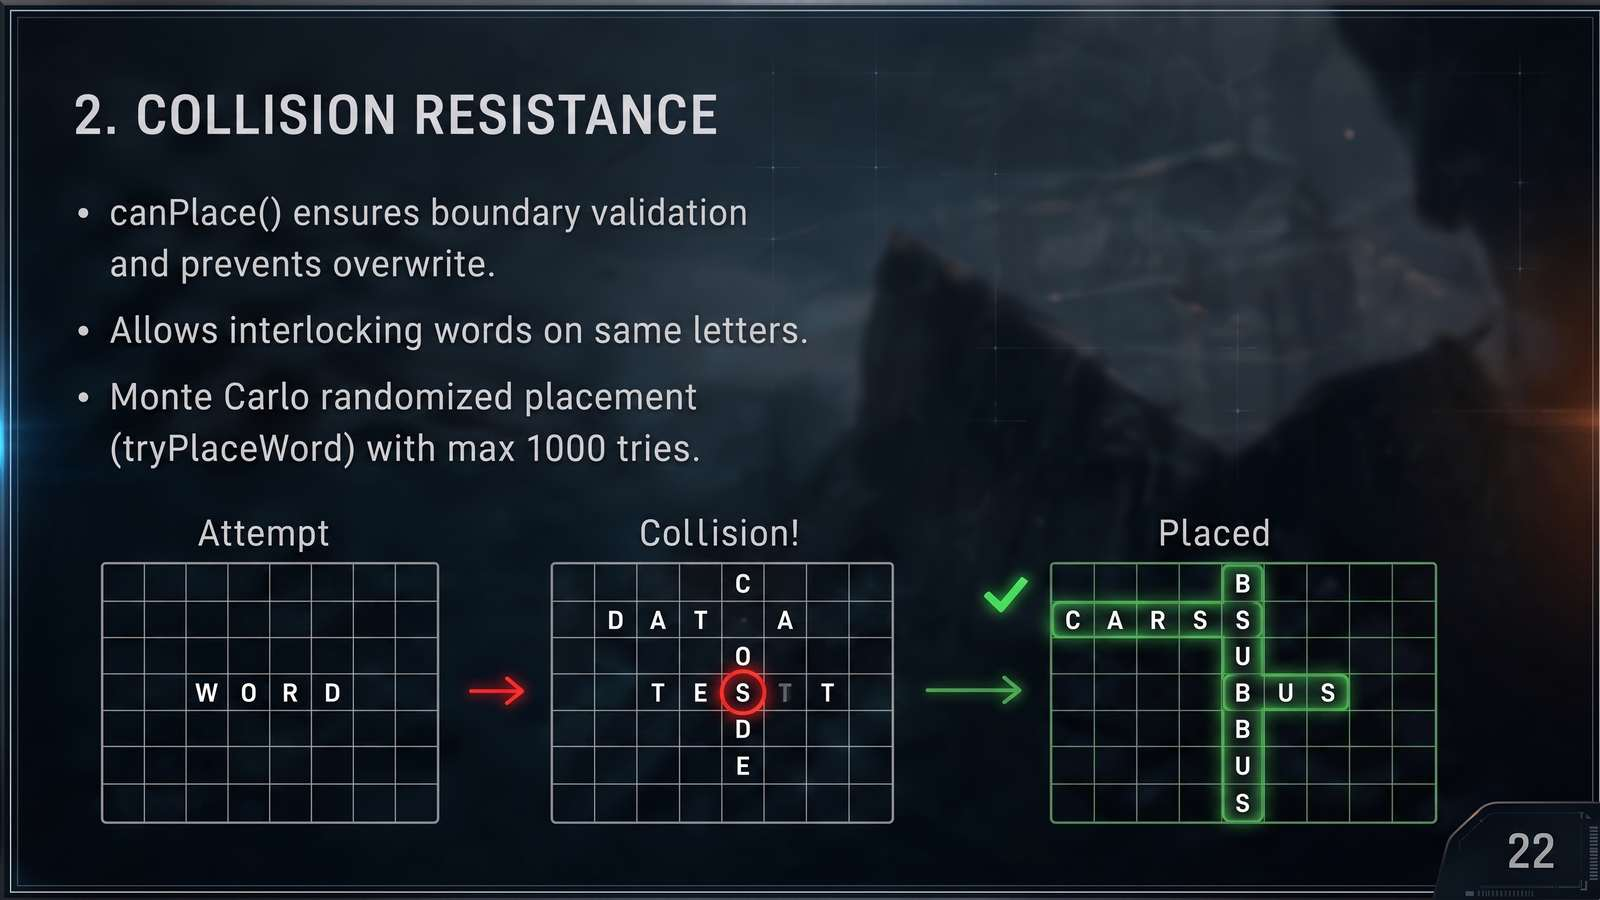 2. COLLISION RESISTANCE
• canPlace() ensures boundary validation
and prevents overwrite.
• Allows interlocking words on same letters.
• Monte Carlo randomized placement
(tryPlaceWord) with max 1000 tries.
Attempt
W O R D
Collision!
C
D A T A
O
T E S T T
D
E
Placed
B
C A R S S
U
B U S
B
U
S
22